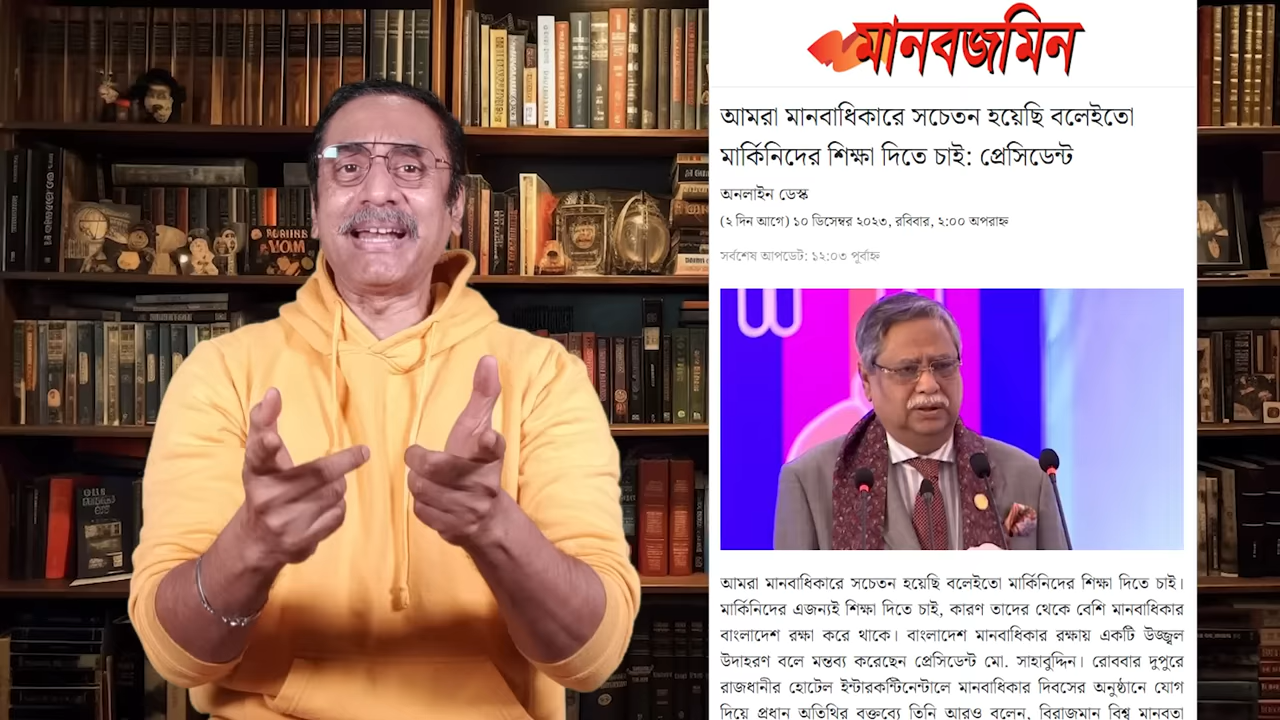 মানবজমিন
আমরা মানবাধিকারে সচেতন হয়েছি বলেইতো
মার্কিনিদের শিক্ষা দিতে চাই: প্রেসিডেন্ট
অনলাইন ডেস্ক
(২ দিন আগে) ১০ ডিসেম্বর ২০২৩, রবিবার, ২:০০ অপরাহ্ন
সর্বশেষ আপডেট: ১২:০৩ পূর্বাহ্ন
আমরা মানবাধিকারে সচেতন হয়েছি বলেইতো মার্কিনিদের শিক্ষা দিতে চাই।
মার্কিনিদের এজন্যই শিক্ষা দিতে চাই, কারণ তাদের থেকে বেশি মানবাধিকার
বাংলাদেশ রক্ষা করে থাকে। বাংলাদেশ মানবাধিকার রক্ষায় একটি উজ্জ্বল
উদাহরণ বলে মন্তব্য করেছেন প্রেসিডেন্ট মো. সাহাবুদ্দিন। রোববার দুপুরে
রাজধানীর হোটেল ইন্টারকন্টিনেন্টালে মানবাধিকার দিবসের অনুষ্ঠানে যোগ
দিয়ে প্রধান অতিথির বক্তব্যে তিনি আরও বলেন, বিরাজমান বিশ্ব মানবতা